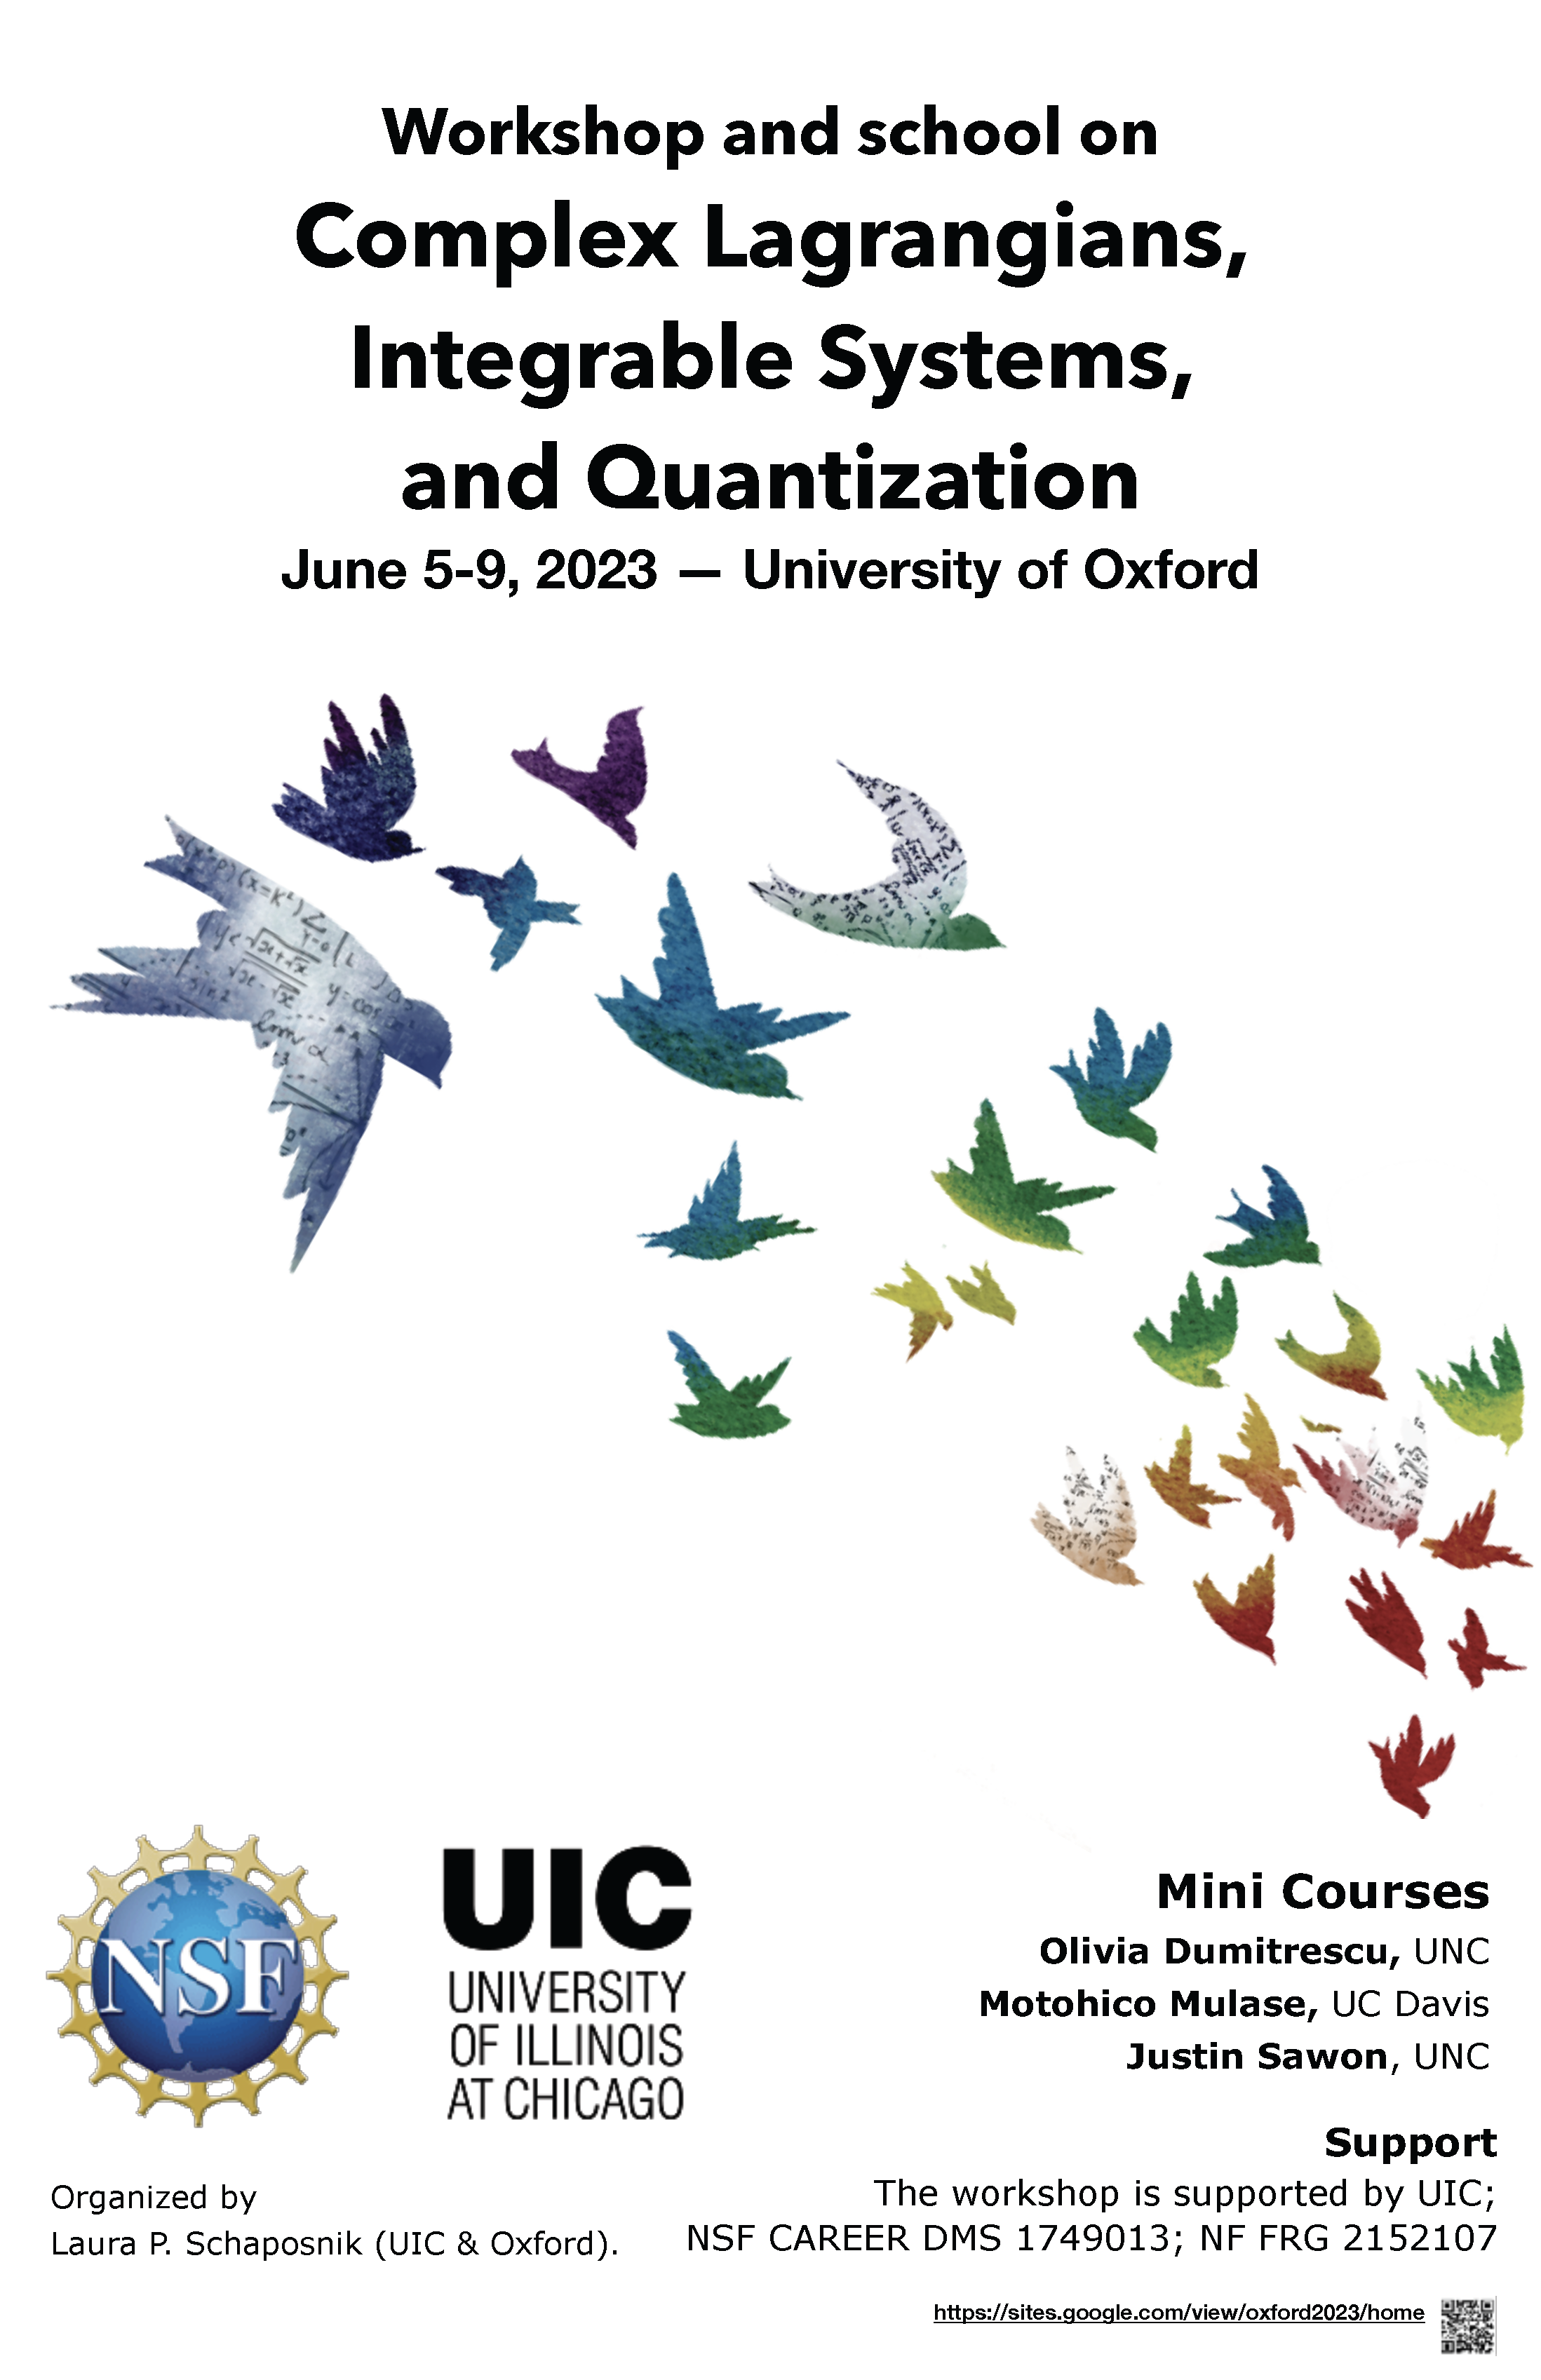 Workshop and school on
Complex Lagrangians,
Integrable Systems,
and Quantization
June 5-9, 2023 — University of Oxford
NSF
UIC
UNIVERSITY
OF ILLINOIS
AT CHICAGO
Organized by
Laura P. Schaposnik (UIC & Oxford).
Mini Courses
Olivia Dumitrescu, UNC
Motohico Mulase, UC Davis
Justin Sawon, UNC
Support
The workshop is supported by UIC;
NSF CAREER DMS 1749013; NF FRG 2152107
https://sites.google.com/view/oxford2023/home